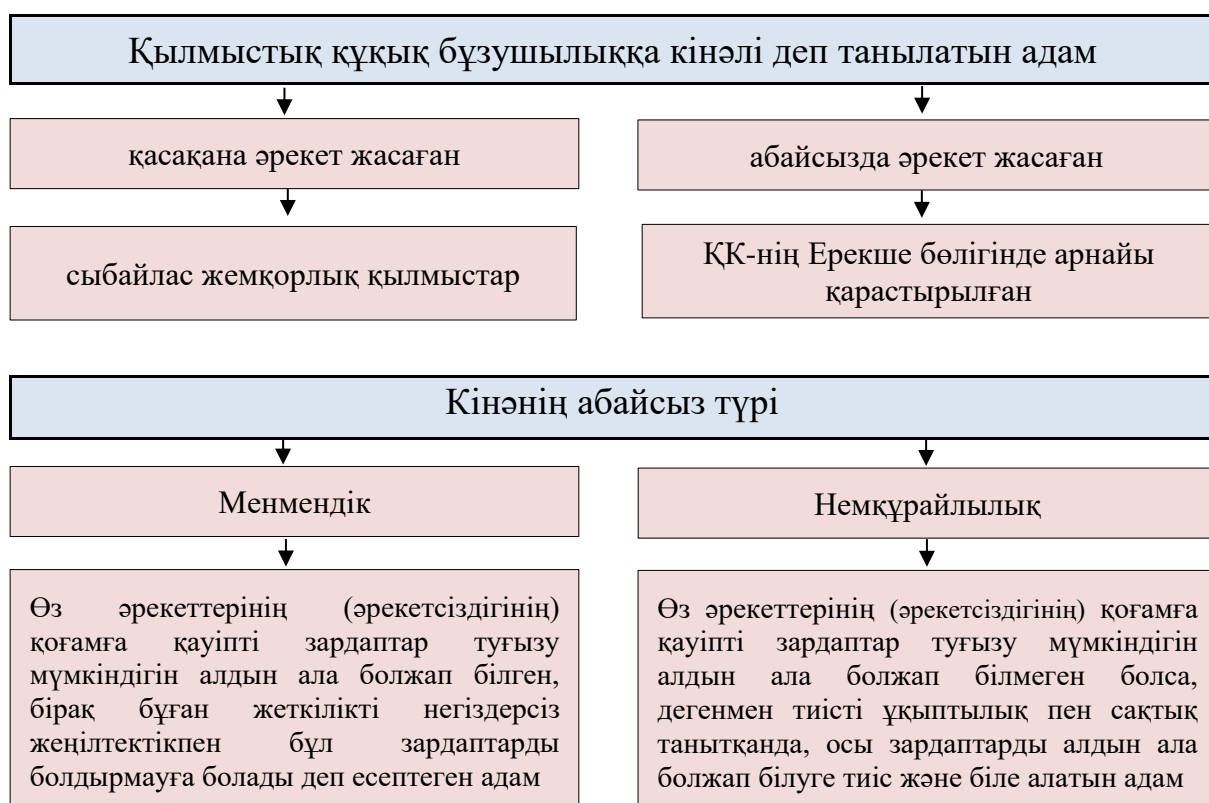 Қылмыстық құқық бұзушылыққа кінәлі деп танылатын адам
қасақана әрекет жасаған
абайсызда әрекет жасаған
сыбайлас жемқорлық қылмыстар
ҚК-нің Ерекше бөлігінде арнайы
қарастырылған
Кінәнің абайсыз түрі
Менмендік
Немқұрайлылық
Өз әрекеттерінің (әрекетсіздігінің)
қоғамға қауіпті зардаптар туғызу
мүмкіндігін алдын ала болжап білген,
бірақ бұған жеткілікті негіздерсіз
жеңілтектікпен бұл зардаптарды
болдырмауға болады деп есептеген адам
Өз әрекеттерінің (әрекетсіздігінің) қоғамға
қауіпті зардаптар туғызу мүмкіндігін
алдын ала болжап білмеген болса,
дегенмен тиісті ұқыптылық пен сақтық
танытқанда, осы зардаптарды алдын ала
болжап білуге тиіс және біле алатын адам